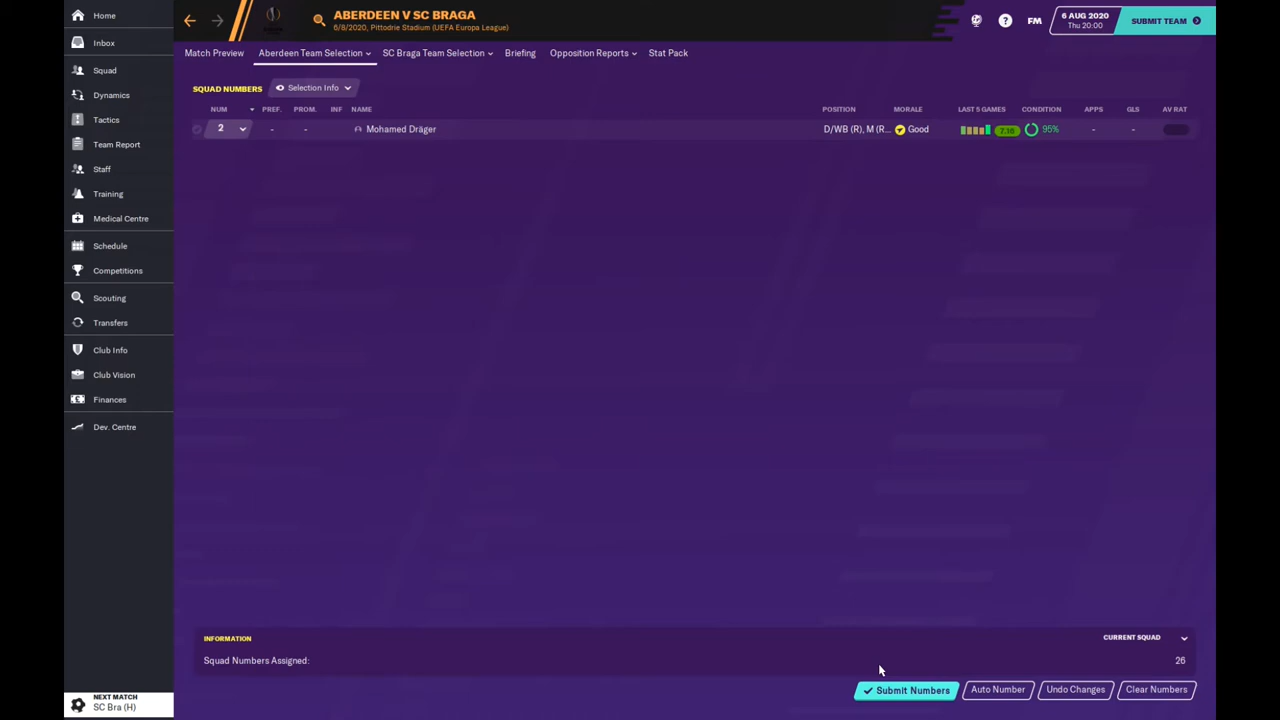 Home
Inbox
Squad
Dynamics
Tactics
Team Report
Staff
Training
Medical Centre
Schedule
Competitions
Scouting
Transfers
Club Info
Club Vision
Finances
Dev. Centre
NEXT MATCH
SC Bra (H)
ABERDEEN V SC BRAGA
6/8/2020, Pittodrie Stadium (UEFA Europa League)
FM
6 AUG 2020
Thu 20:00
SUBMIT TEAM
Match Preview Aberdeen Team Selection SC Braga Team Selection Briefing Opposition Reports Stat Pack
SQUAD NUMBERS Selection Info
NUM PREF. PROM. INF NAME POSITION MORALE LAST 5 GAMES CONDITION APPS GLS AV RAT
2 - - Mohamed Dräger D/WB (R), M (R... Good 7.16 95% - -
INFORMATION CURRENT SQUAD
Squad Numbers Assigned: 26
Submit Numbers Auto Number Undo Changes Clear Numbers